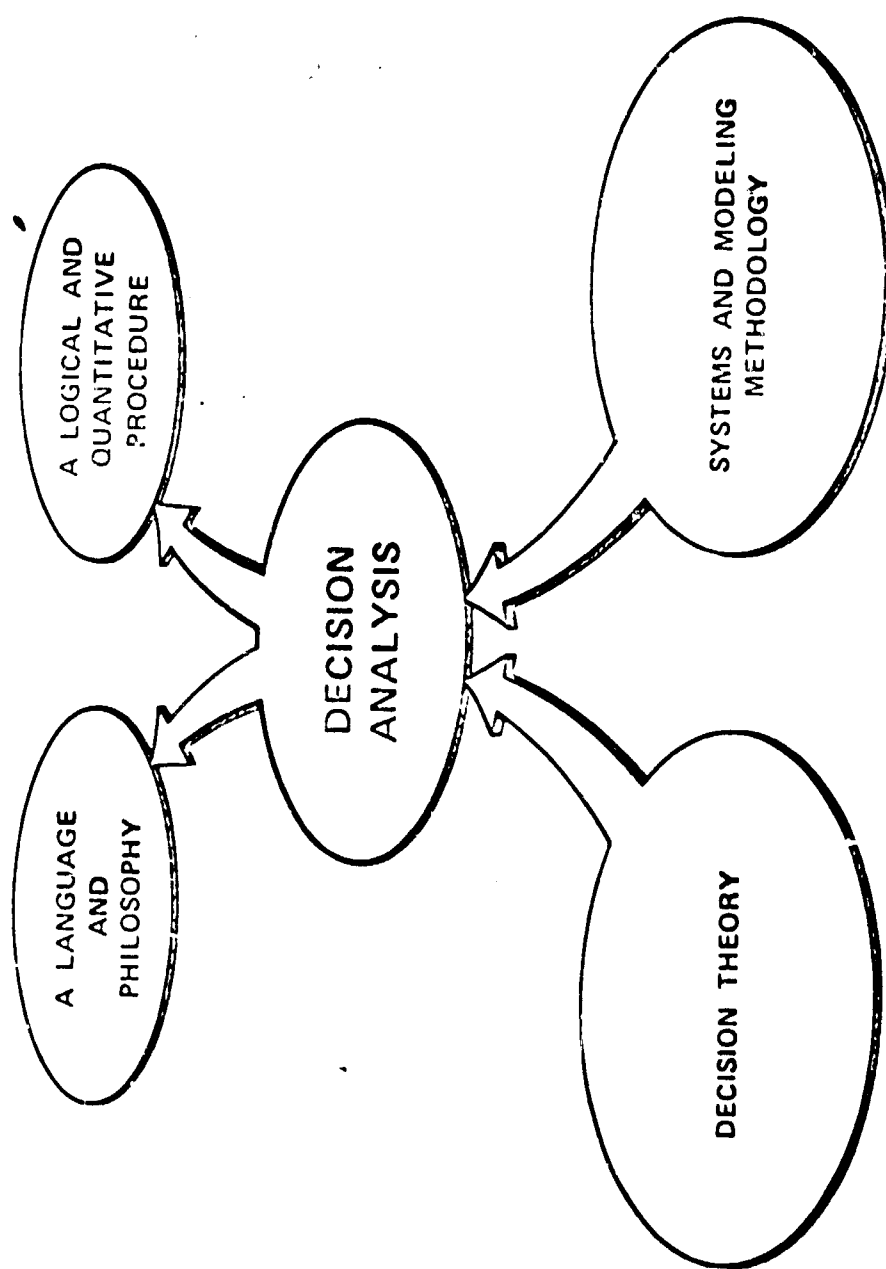 A LANGUAGE
AND
PHILOSOPHY
A LOGICAL AND
QUANTITATIVE
PROCEDURE
DECISION
ANALYSIS
DECISION THEORY
SYSTEMS AND MODELING
METHODOLOGY